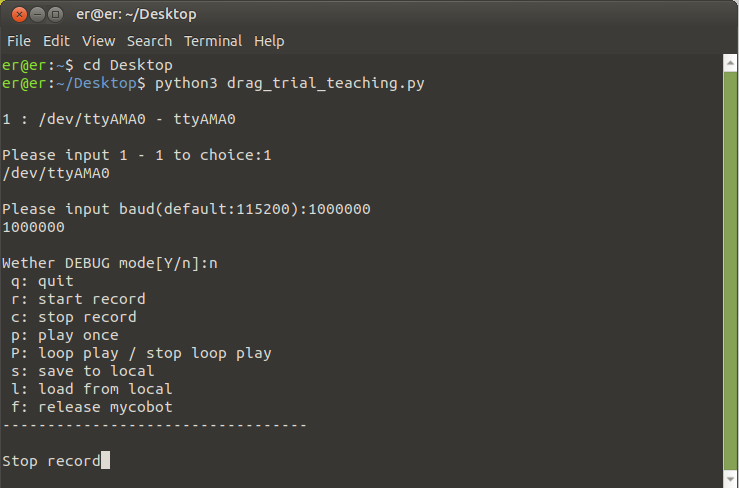 er@er: ~/Desktop
File Edit View Search Terminal Help
er@er:~$ cd Desktop
er@er:~/Desktop$ python3 drag_trial_teaching.py
1 : /dev/ttyAMA0 - ttyAMA0
Please input 1 - 1 to choice:1
/dev/ttyAMA0
Please input baud(default:115200):1000000
1000000
Wether DEBUG mode[Y/n]:n
q: quit
r: start record
c: stop record
p: play once
P: loop play / stop loop play
s: save to local
l: load from local
f: release mycobot
----------------------------------
Stop record